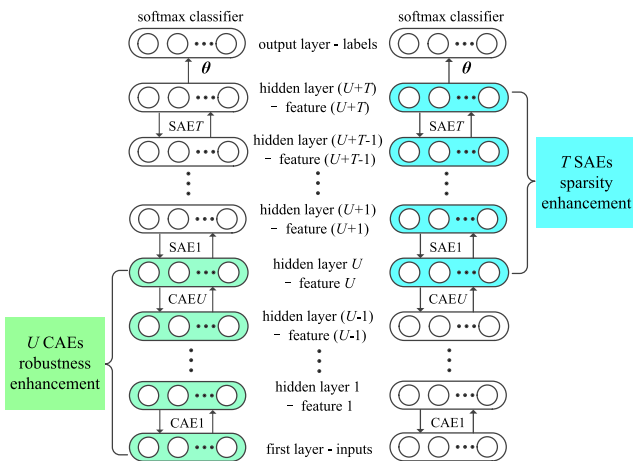 softmax classifier
softmax classifier
output layer - labels
θ
θ
hidden layer (U+T)
- feature (U+T)
SAET
SAET
hidden layer (U+T-1)
- feature (U+T-1)
T SAEs
sparsity
enhancement
hidden layer (U+1)
- feature (U+1)
SAE1
SAE1
hidden layer U
- feature U
CAEU
CAEU
hidden layer (U-1)
- feature (U-1)
U CAEs
robustness
enhancement
hidden layer 1
- feature 1
CAE1
CAE1
first layer - inputs